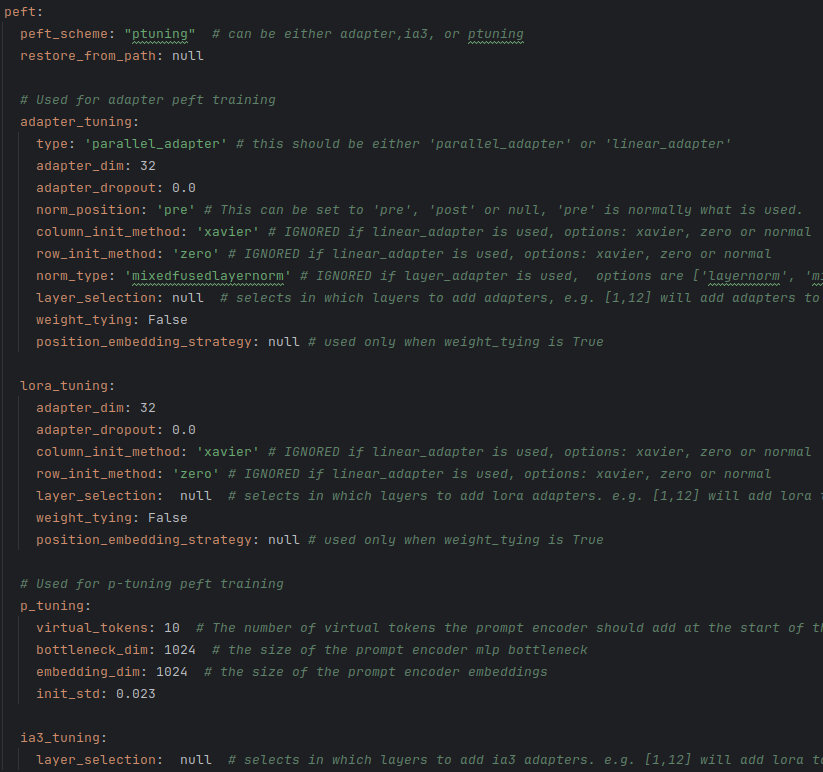 peft:
  peft_scheme: "ptuning"  # can be either adapter,ia3, or ptuning
  restore_from_path: null

  # Used for adapter peft training
  adapter_tuning:
    type: 'parallel_adapter' # this should be either 'parallel_adapter' or 'linear_adapter'
    adapter_dim: 32
    adapter_dropout: 0.0
    norm_position: 'pre' # This can be set to 'pre', 'post' or null, 'pre' is normally what is used.
    column_init_method: 'xavier' # IGNORED if linear_adapter is used, options: xavier, zero or normal
    row_init_method: 'zero' # IGNORED if linear_adapter is used, options: xavier, zero or normal
    norm_type: 'mixedfusedlayernorm' # IGNORED if layer_adapter is used,  options are ['layernorm',
    layer_selection: null  # selects in which layers to add adapters, e.g. [1,12] will add adapters to
    weight_tying: False
    position_embedding_strategy: null # used only when weight_tying is True

  lora_tuning:
    adapter_dim: 32
    adapter_dropout: 0.0
    column_init_method: 'xavier' # IGNORED if linear_adapter is used, options: xavier, zero or normal
    row_init_method: 'zero' # IGNORED if linear_adapter is used, options: xavier, zero or normal
    layer_selection:  null  # selects in which layers to add lora adapters. e.g. [1,12] will add lora
    weight_tying: False
    position_embedding_strategy: null # used only when weight_tying is True

  # Used for p-tuning peft training
  p_tuning:
    virtual_tokens: 10  # The number of virtual tokens the prompt encoder should add at the start of
    bottleneck_dim: 1024  # the size of the prompt encoder mlp bottleneck
    embedding_dim: 1024  # the size of the prompt encoder embeddings
    init_std: 0.023

  ia3_tuning:
    layer_selection:  null  # selects in which layers to add ia3 adapters. e.g. [1,12] will add lora